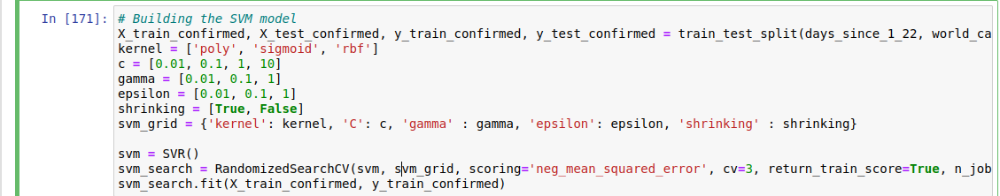 In [171]: # Building the SVM model
X_train_confirmed, X_test_confirmed, y_train_confirmed, y_test_confirmed = train_test_split(days_since_1_22, world_ca
kernel = ['poly', 'sigmoid', 'rbf']
c = [0.01, 0.1, 1, 10]
gamma = [0.01, 0.1, 1]
epsilon = [0.01, 0.1, 1]
shrinking = [True, False]
svm_grid = {'kernel': kernel, 'C': c, 'gamma' : gamma, 'epsilon': epsilon, 'shrinking' : shrinking}
svm = SVR()
svm_search = RandomizedSearchCV(svm, svm_grid, scoring='neg_mean_squared_error', cv=3, return_train_score=True, n_job
svm_search.fit(X_train_confirmed, y_train_confirmed)